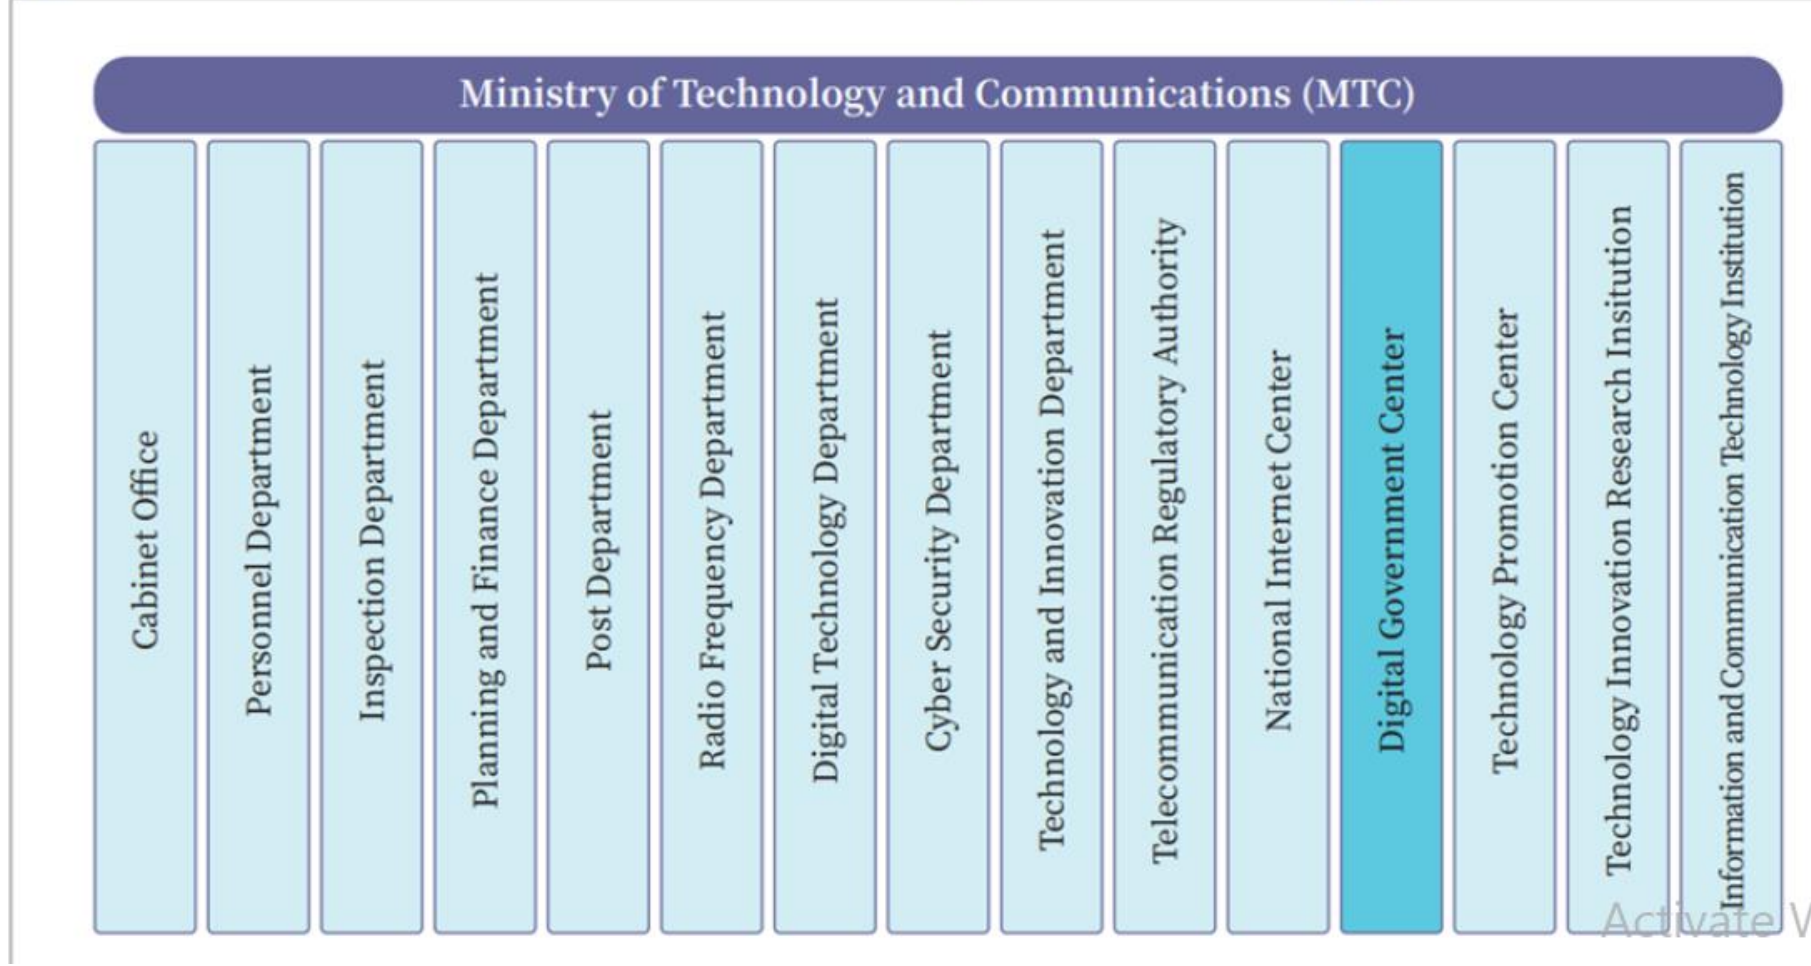 Ministry of Technology and Communications (MTC)
Cabinet Office
Personnel Department
Inspection Department
Planning and Finance Department
Post Department
Radio Frequency Department
Digital Technology Department
Cyber Security Department
Technology and Innovation Department
Telecommunication Regulatory Authority
National Internet Center
Digital Government Center
Technology Promotion Center
Technology Innovation Research Insitution
Information and Communication Technology Institution
Activate